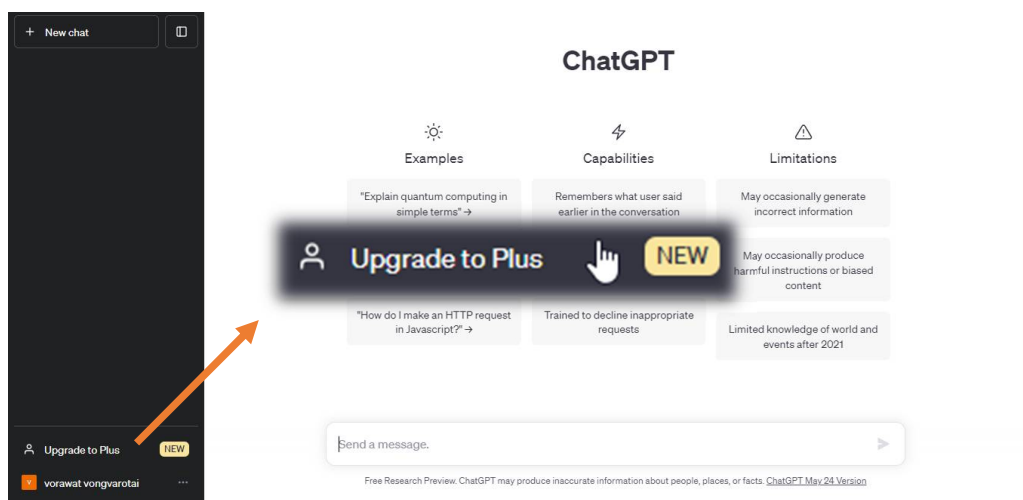 + New chat
Upgrade to Plus NEW
v vorawat vongvarotai ...
ChatGPT
Examples
"Explain quantum computing in
simple terms" →
"How do I make an HTTP request
in Javascript?" →
Capabilities
Remembers what user said
earlier in the conversation
Trained to decline inappropriate
requests
Limitations
May occasionally generate
incorrect information
May occasionally produce
harmful instructions or biased
content
Limited knowledge of world and
events after 2021
Upgrade to Plus NEW
Send a message.
Free Research Preview. ChatGPT may produce inaccurate information about people, places, or facts. ChatGPT May 24 Version